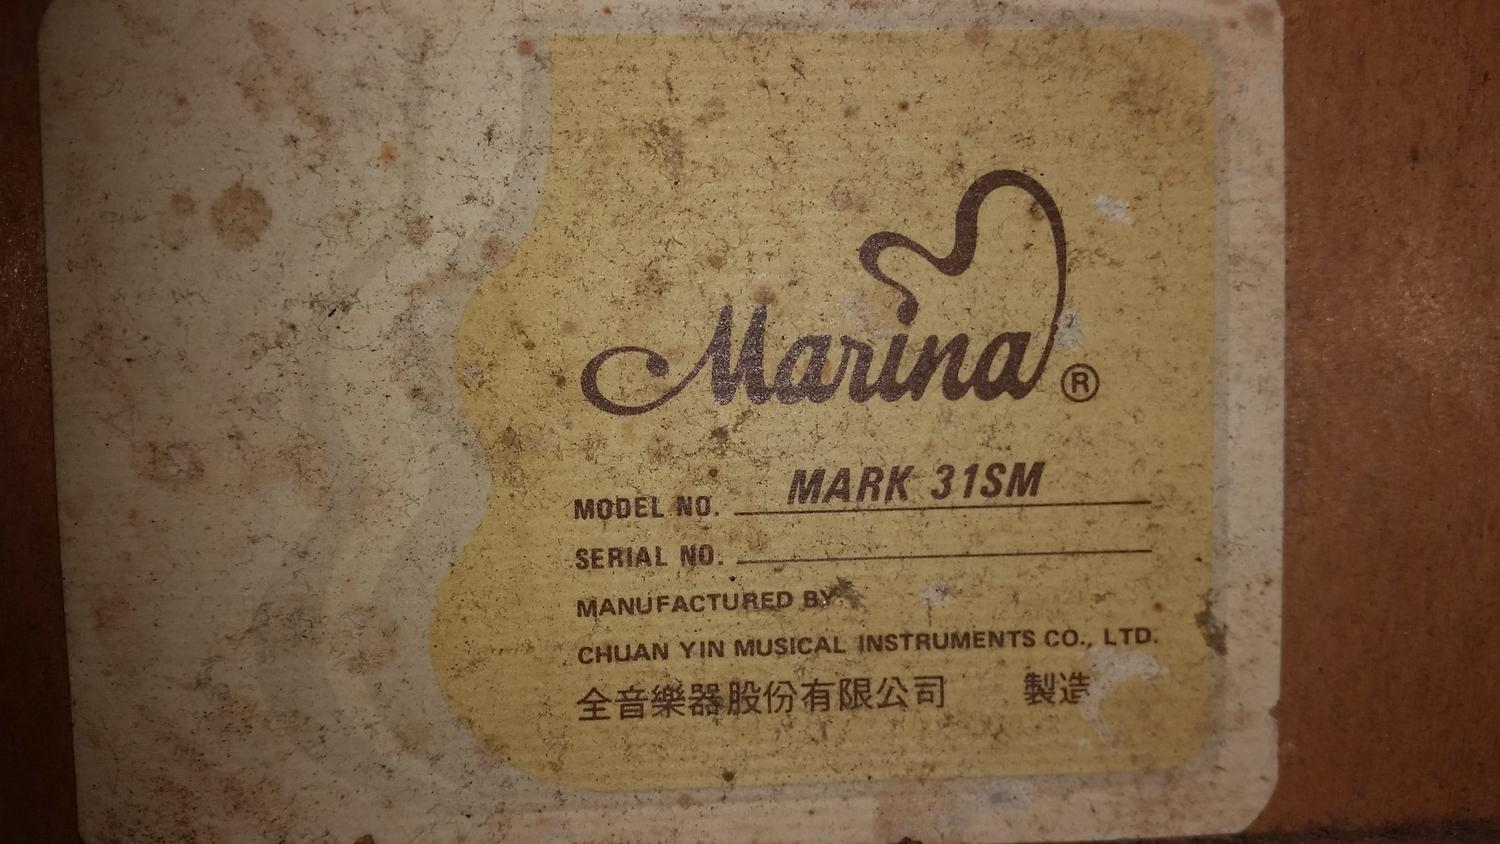 Marina ®
MODEL NO. MARK 31SM
SERIAL NO.
MANUFACTURED BY
CHUAN YIN MUSICAL INSTRUMENTS CO., LTD.
全音樂器股份有限公司 製造